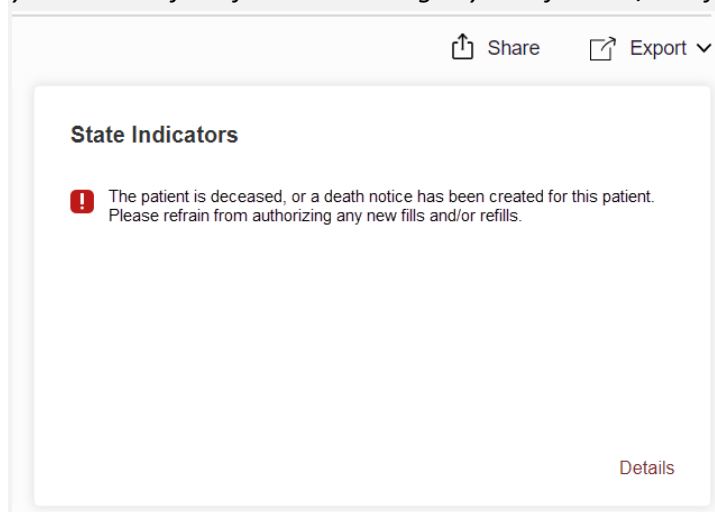 Share
Export
State Indicators
The patient is deceased, or a death notice has been created for this patient.
Please refrain from authorizing any new fills and/or refills.
Details